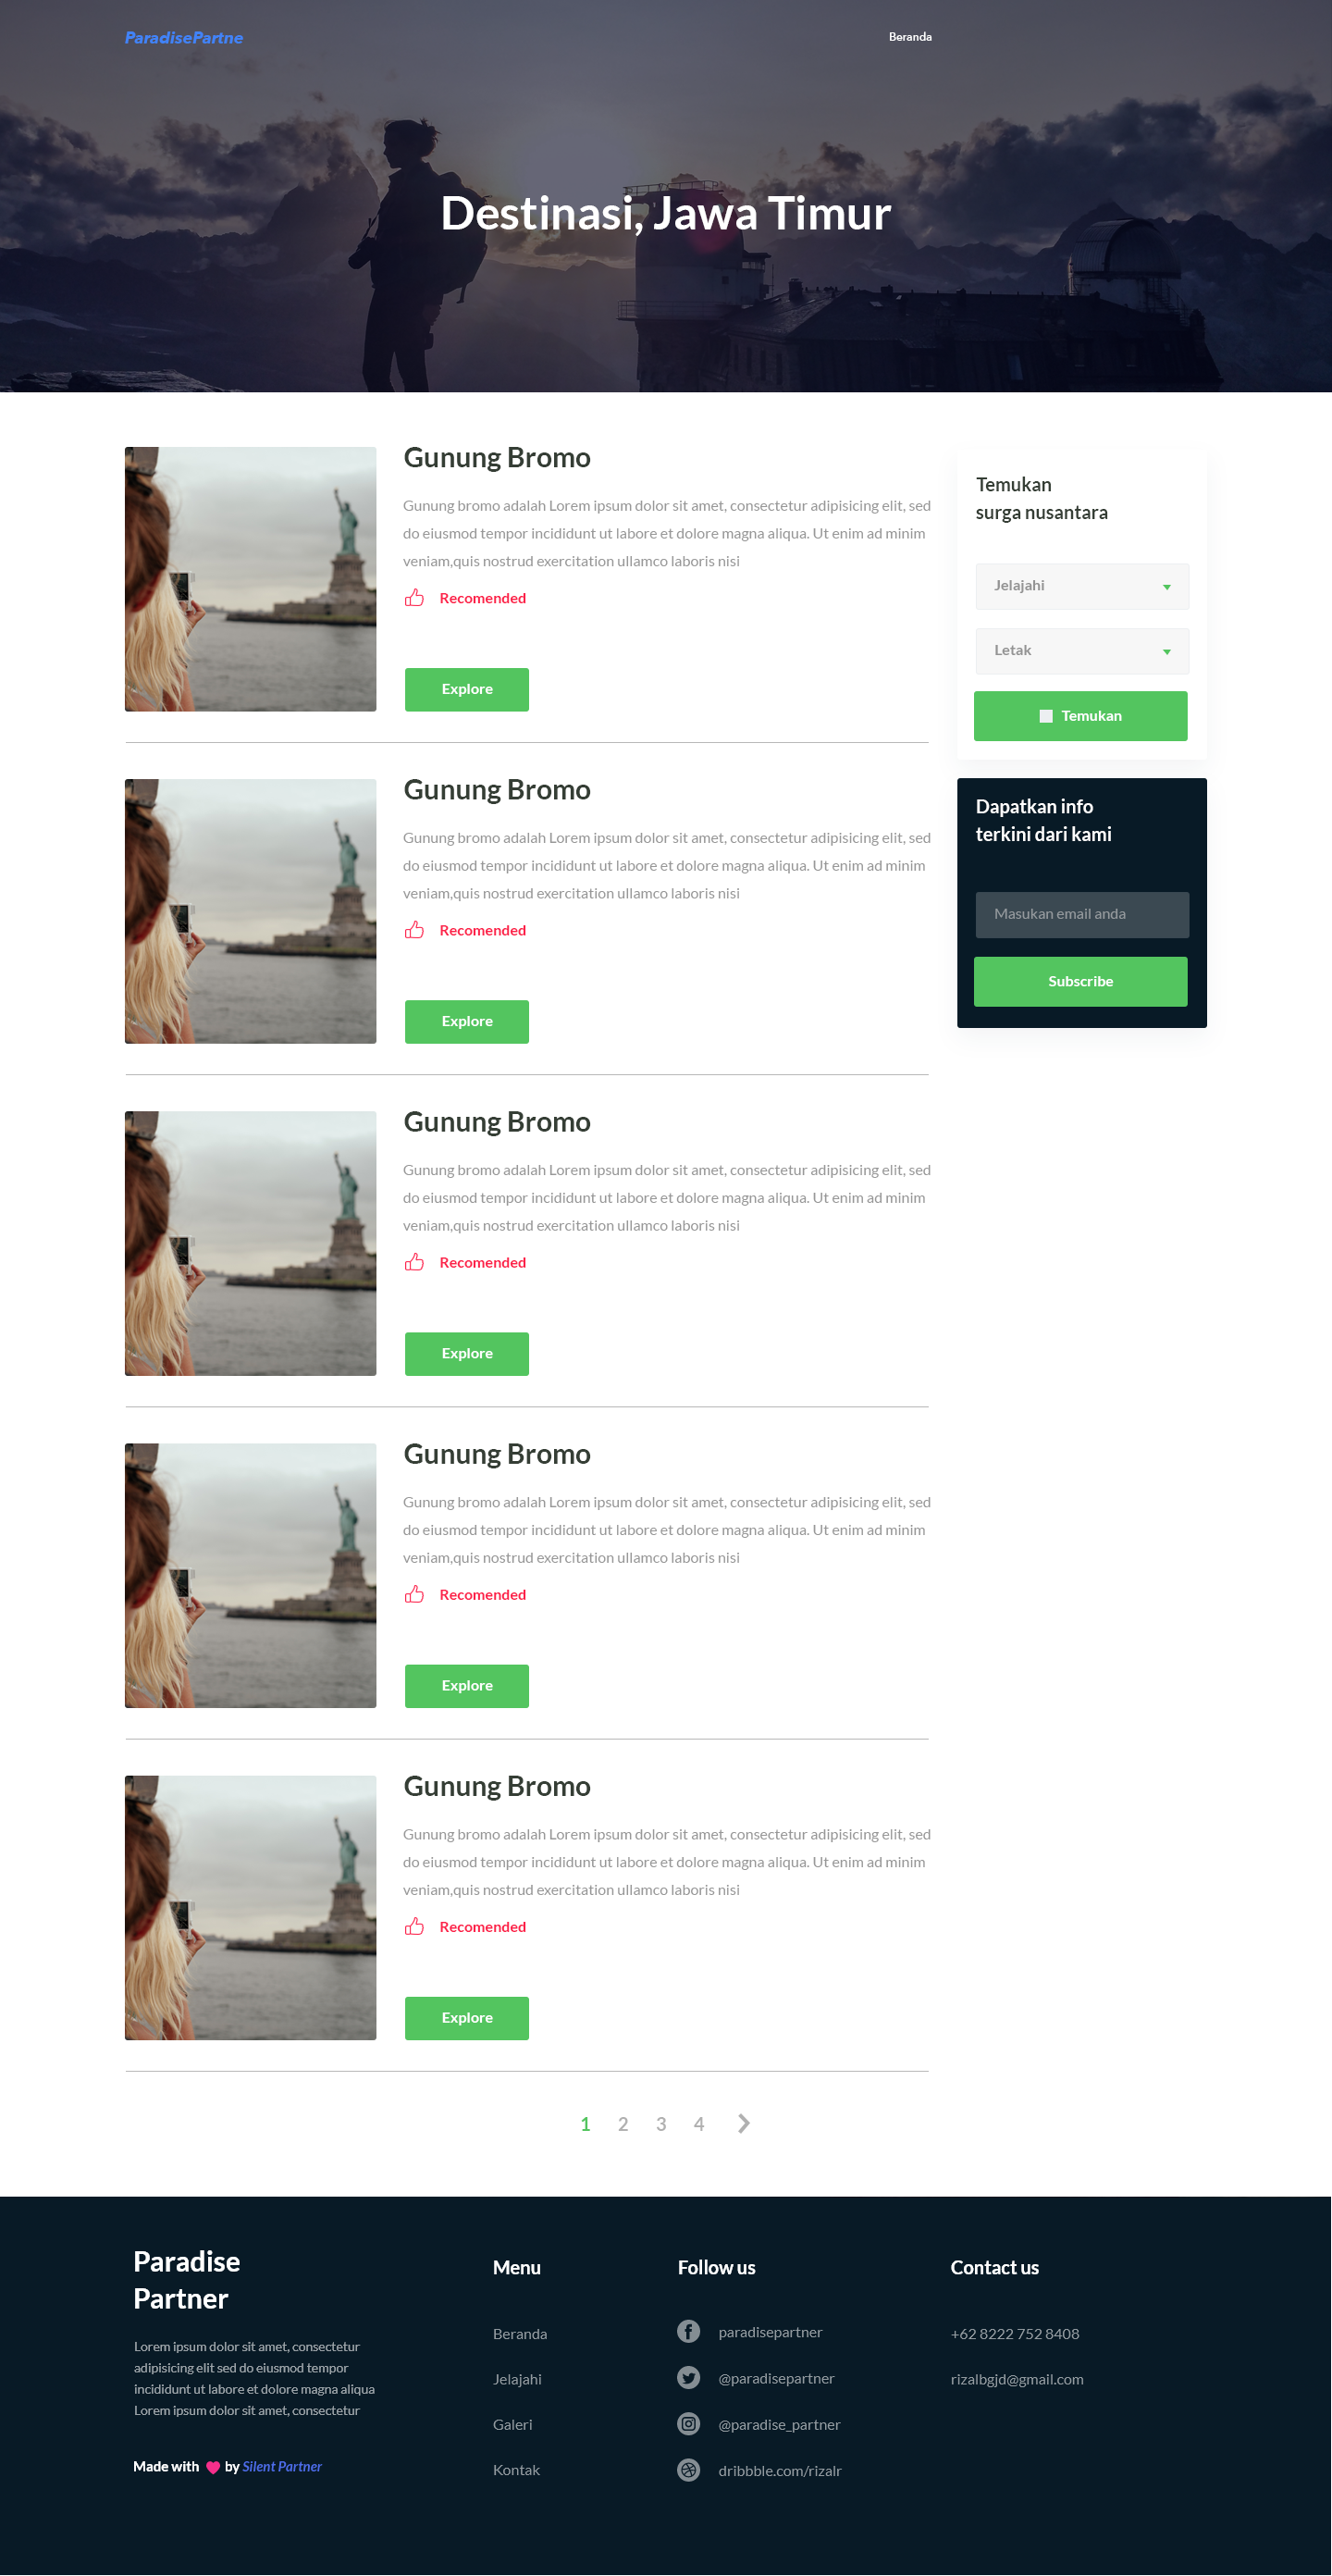 ParadisePartne
Beranda
Destinasi, Jawa Timur
Gunung Bromo
Gunung bromo adalah Lorem ipsum dolor sit amet, consectetur adipisicing elit, sed
do eiusmod tempor incididunt ut labore et dolore magna aliqua. Ut enim ad minim
veniam,quis nostrud exercitation ullamco laboris nisi
Recomended
Explore
Gunung Bromo
Gunung bromo adalah Lorem ipsum dolor sit amet, consectetur adipisicing elit, sed
do eiusmod tempor incididunt ut labore et dolore magna aliqua. Ut enim ad minim
veniam,quis nostrud exercitation ullamco laboris nisi
Recomended
Explore
Gunung Bromo
Gunung bromo adalah Lorem ipsum dolor sit amet, consectetur adipisicing elit, sed
do eiusmod tempor incididunt ut labore et dolore magna aliqua. Ut enim ad minim
veniam,quis nostrud exercitation ullamco laboris nisi
Recomended
Explore
Gunung Bromo
Gunung bromo adalah Lorem ipsum dolor sit amet, consectetur adipisicing elit, sed
do eiusmod tempor incididunt ut labore et dolore magna aliqua. Ut enim ad minim
veniam,quis nostrud exercitation ullamco laboris nisi
Recomended
Explore
Gunung Bromo
Gunung bromo adalah Lorem ipsum dolor sit amet, consectetur adipisicing elit, sed
do eiusmod tempor incididunt ut labore et dolore magna aliqua. Ut enim ad minim
veniam,quis nostrud exercitation ullamco laboris nisi
Recomended
Explore
Temukan
surga nusantara
Jelajahi
Letak
Temukan
Dapatkan info
terkini dari kami
Masukan email anda
Subscribe
1 2 3 4
Paradise
Partner
Lorem ipsum dolor sit amet, consectetur
adipisicing elit sed do eiusmod tempor
incididunt ut labore et dolore magna aliqua
Lorem ipsum dolor sit amet, consectetur
Made with by Silent Partner
Menu
Beranda
Jelajahi
Galeri
Kontak
Follow us
paradisepartner
@paradisepartner
@paradise_partner
dribbble.com/rizalr
Contact us
+62 8222 752 8408
rizalbgjd@gmail.com